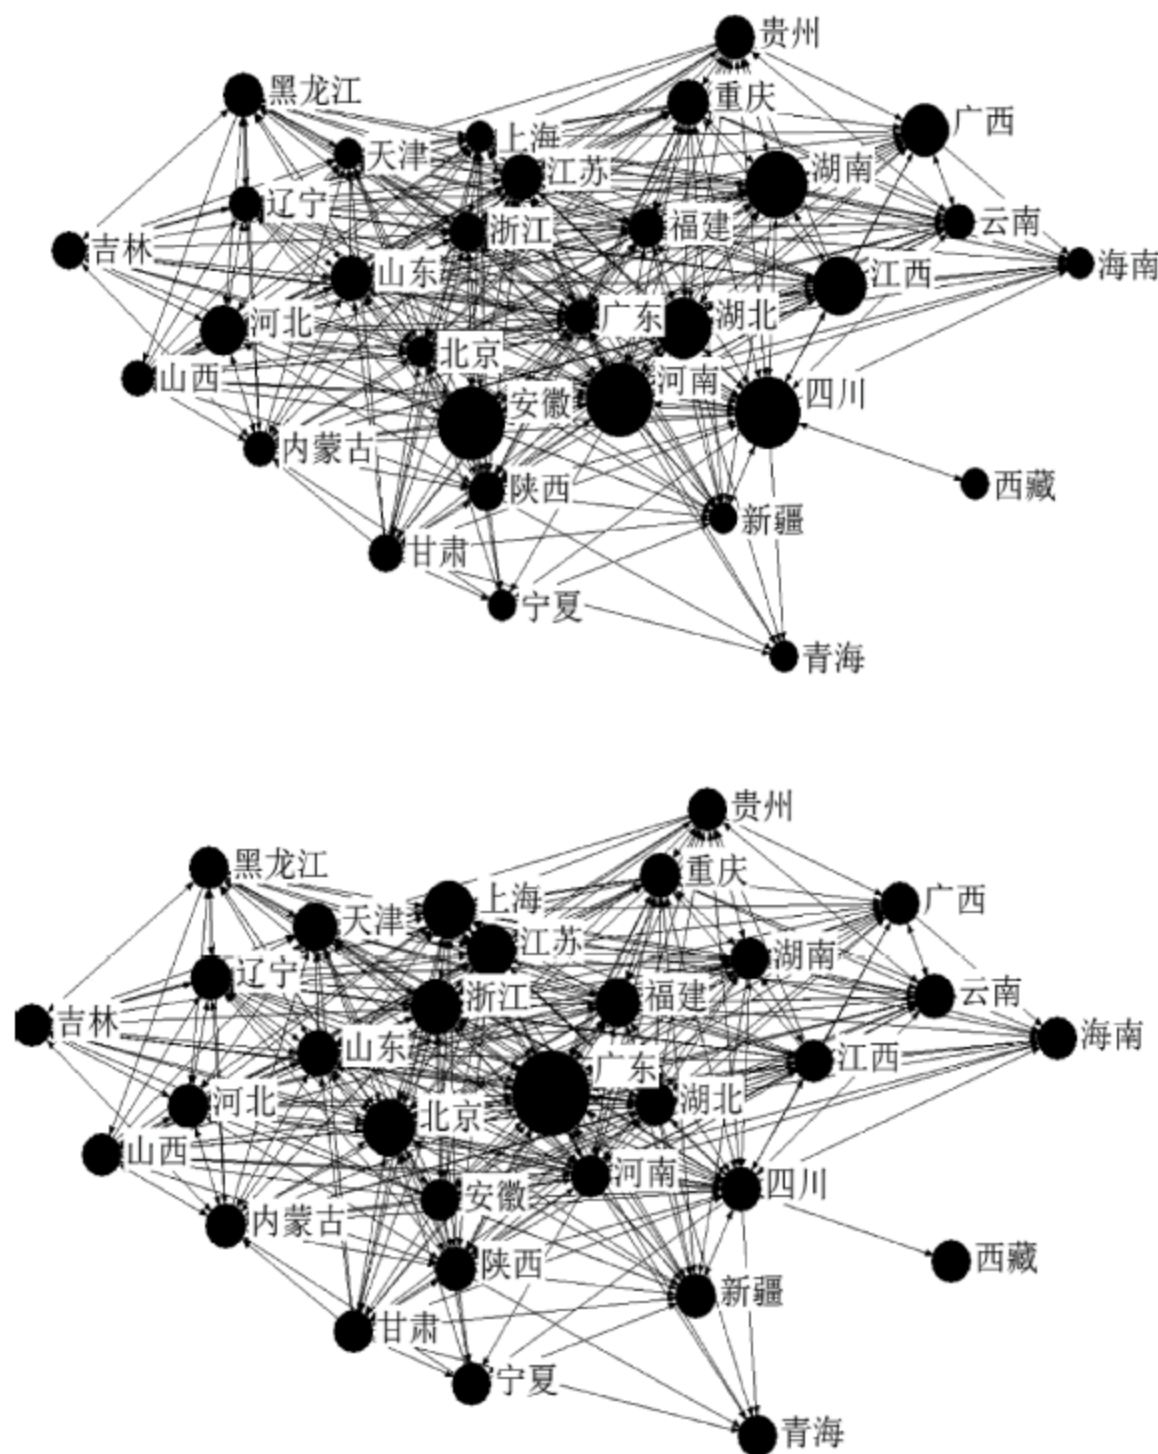 贵州
黑龙江
重庆
广西
上海
天津
江苏
湖南
辽宁
浙江
福建
云南
吉林
山东
江西
海南
河北
广东
湖北
北京
山西
河南
安徽
四川
内蒙古
陕西
西藏
新疆
甘肃
宁夏
青海
贵州
黑龙江
重庆
上海
广西
天津
江苏
湖南
辽宁
浙江
福建
云南
吉林
海南
山东
江西
广东
河北
湖北
北京
山西
河南
四川
安徽
内蒙古
陕西
西藏
新疆
甘肃
宁夏
青海